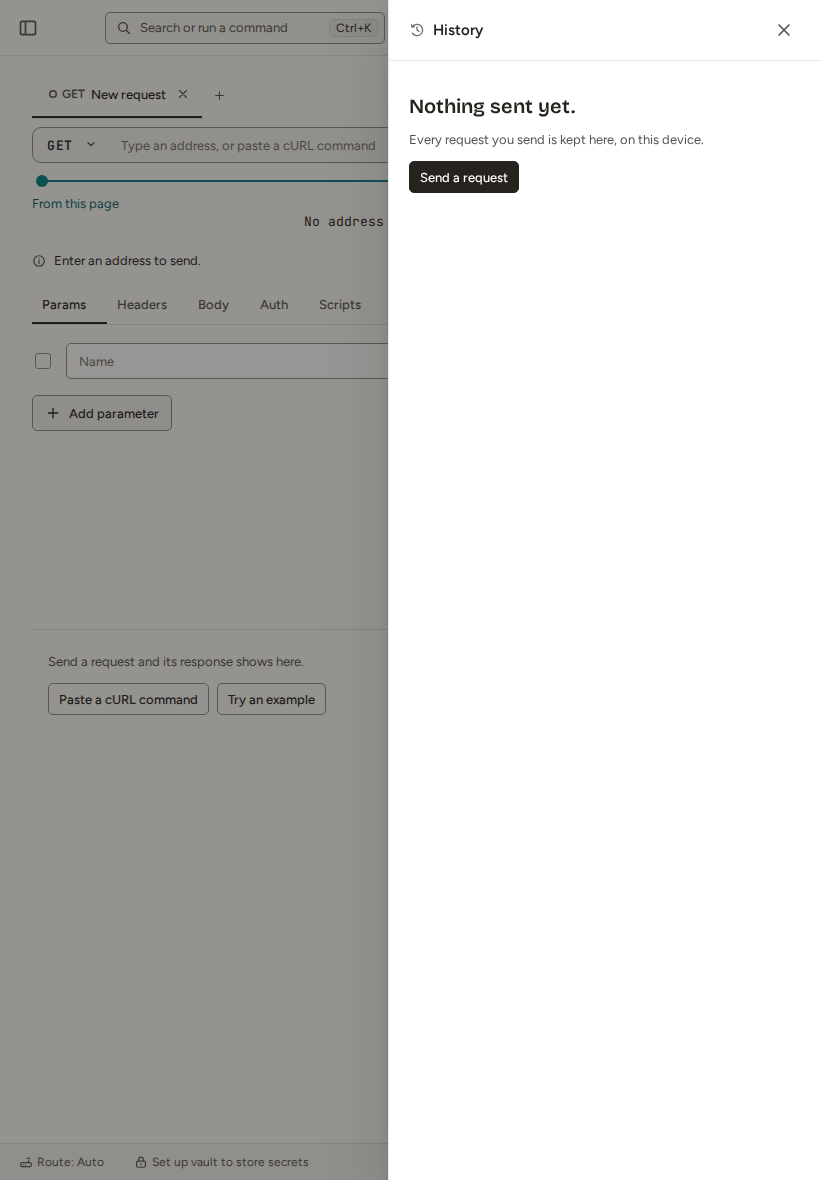 Search or run a command Ctrl+K
GET New request
GET Type an address, or paste a cURL command
From this page
No address
Enter an address to send.
Params Headers Body Auth Scripts
Name
Add parameter
Send a request and its response shows here.
Paste a cURL command Try an example
Route: Auto Set up vault to store secrets
History
Nothing sent yet.
Every request you send is kept here, on this device.
Send a request